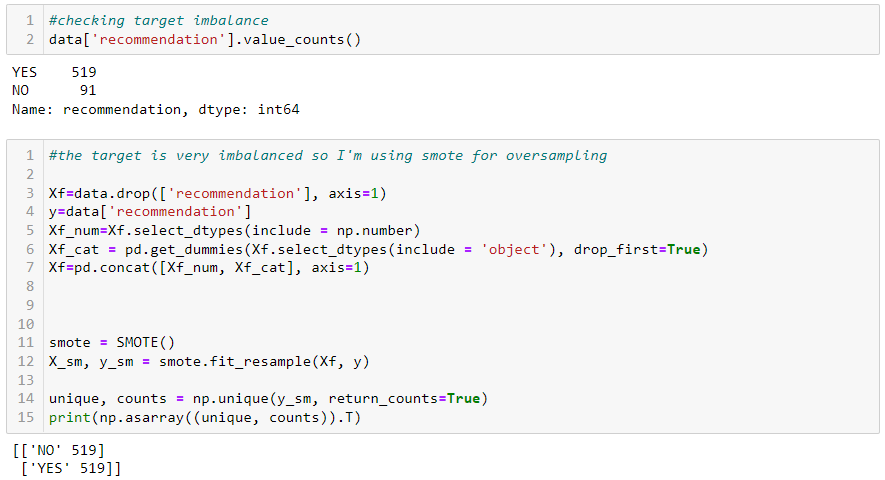 1 #checking target imbalance
2 data['recommendation'].value_counts()
YES 519
NO 91
Name: recommendation, dtype: int64
1 #the target is very imbalanced so I'm using smote for oversampling
2
3 Xf=data.drop(['recommendation'], axis=1)
4 y=data['recommendation']
5 Xf_num=Xf.select_dtypes(include = np.number)
6 Xf_cat = pd.get_dummies(Xf.select_dtypes(include = 'object'), drop_first=True)
7 Xf=pd.concat([Xf_num, Xf_cat], axis=1)
8
9
10
11 smote = SMOTE()
12 X_sm, y_sm = smote.fit_resample(Xf, y)
13
14 unique, counts = np.unique(y_sm, return_counts=True)
15 print(np.asarray((unique, counts)).T)
[['NO' 519]
['YES' 519]]